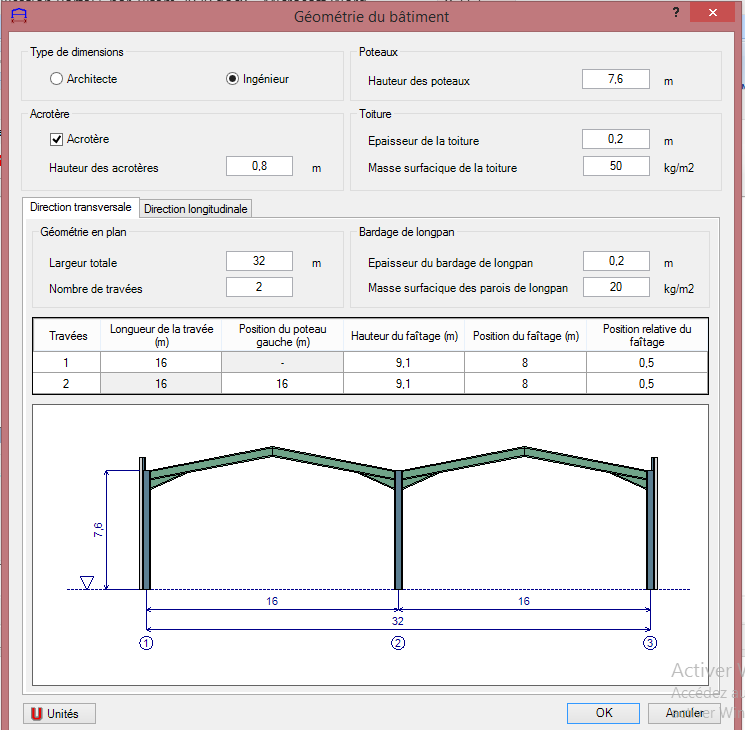 Géométrie du bâtiment
?
Type de dimensions
Architecte
Ingénieur
Poteaux
Hauteur des poteaux 7,6 m
Acrotère
Acrotère
Hauteur des acrotères 0,8 m
Toiture
Epaisseur de la toiture 0,2 m
Masse surfacique de la toiture 50 kg/m2
Direction transversale
Direction longitudinale
Géométrie en plan
Largeur totale 32 m
Nombre de travées 2
Bardage de longpan
Epaisseur du bardage de longpan 0,2 m
Masse surfacique des parois de longpan 20 kg/m2
Travées
Longueur de la travée
(m)
Position du poteau
gauche (m)
Hauteur du faîtage (m)
Position du faîtage (m)
Position relative du
faîtage
1 16 - 9,1 8 0,5
2 16 16 9,1 8 0,5
7,6
16 16
32
1 2 3
Activer
Accédez
Unités
OK
Annuler